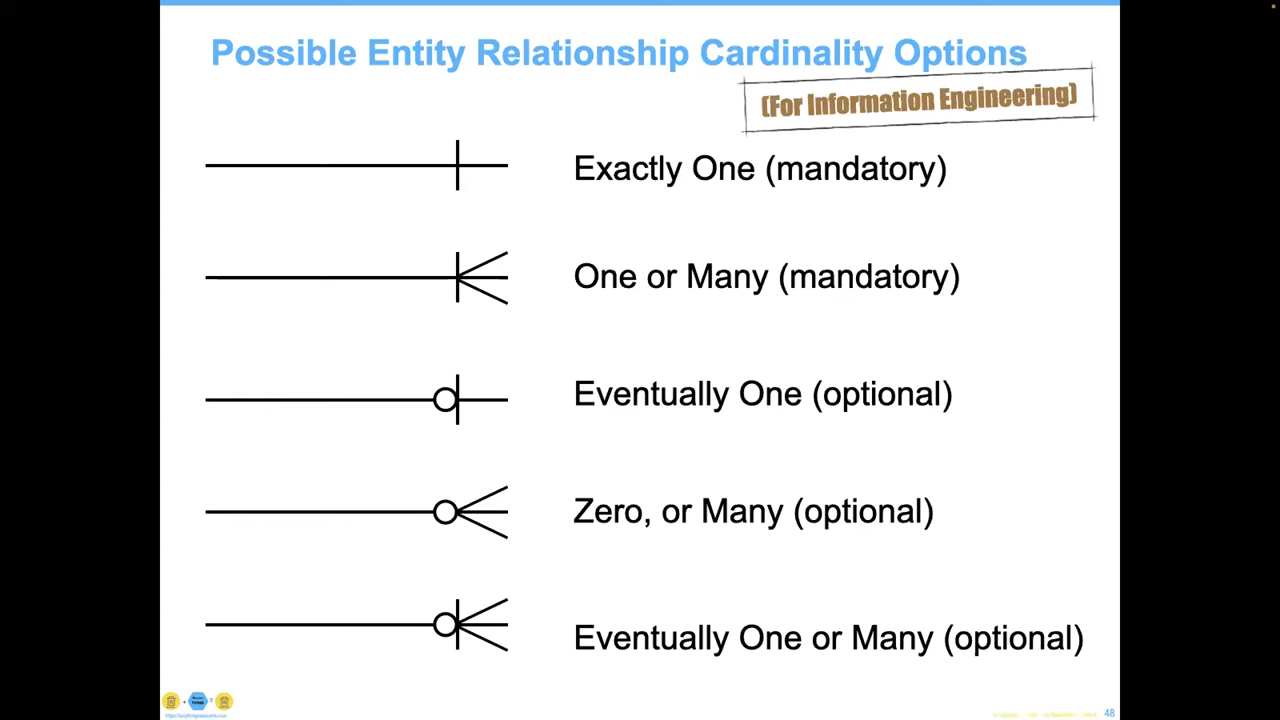 Possible Entity Relationship Cardinality Options
(For Information Engineering)
Exactly One (mandatory)
One or Many (mandatory)
Eventually One (optional)
Zero, or Many (optional)
Eventually One or Many (optional)
48